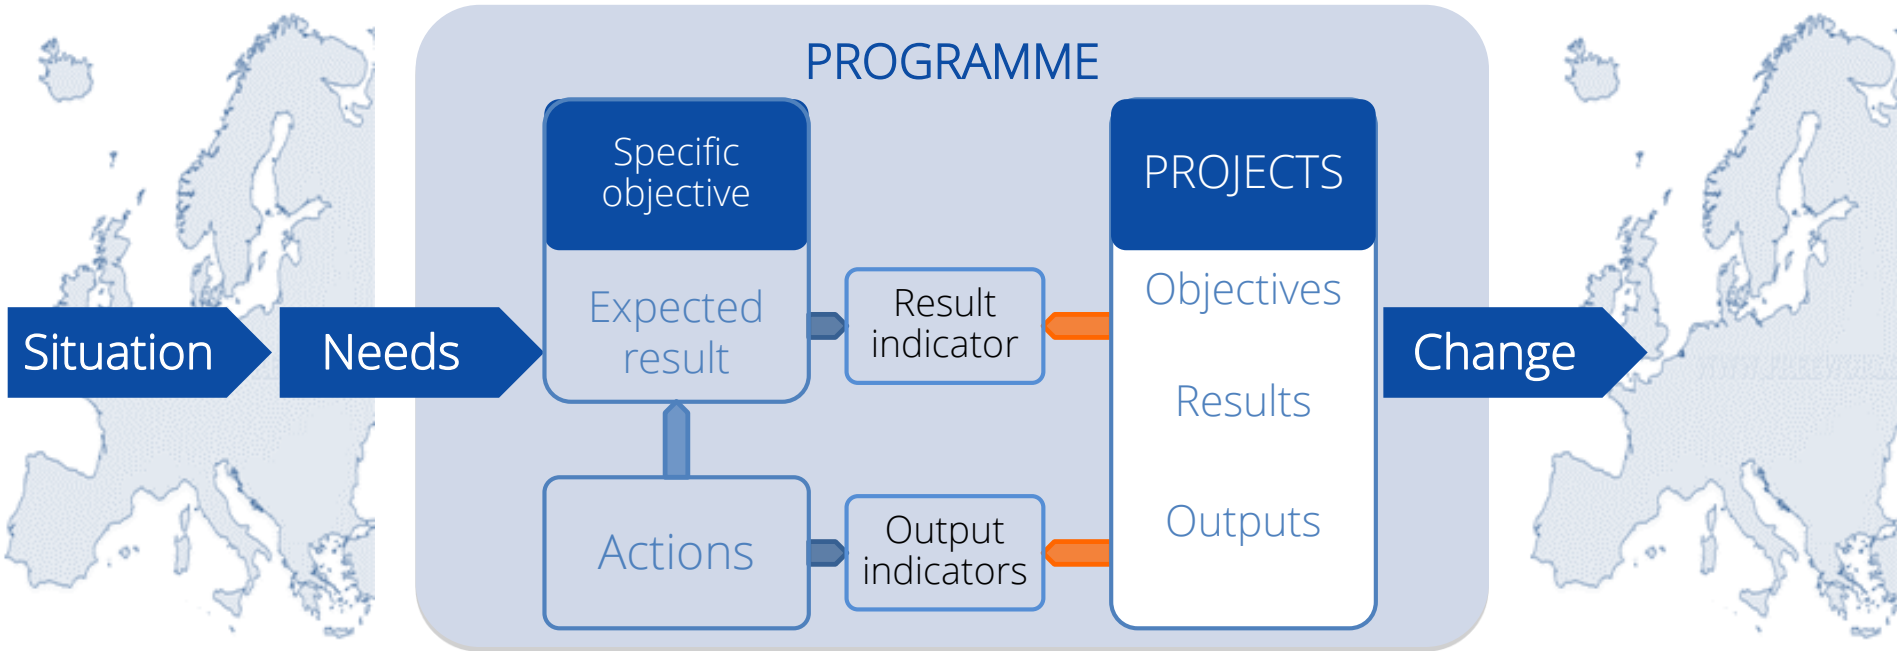 PROGRAMME
Specific
objective
PROJECTS
Expected
result
Result
indicator
Objectives
Situation
Needs
Change
Results
Actions
Output
indicators
Outputs